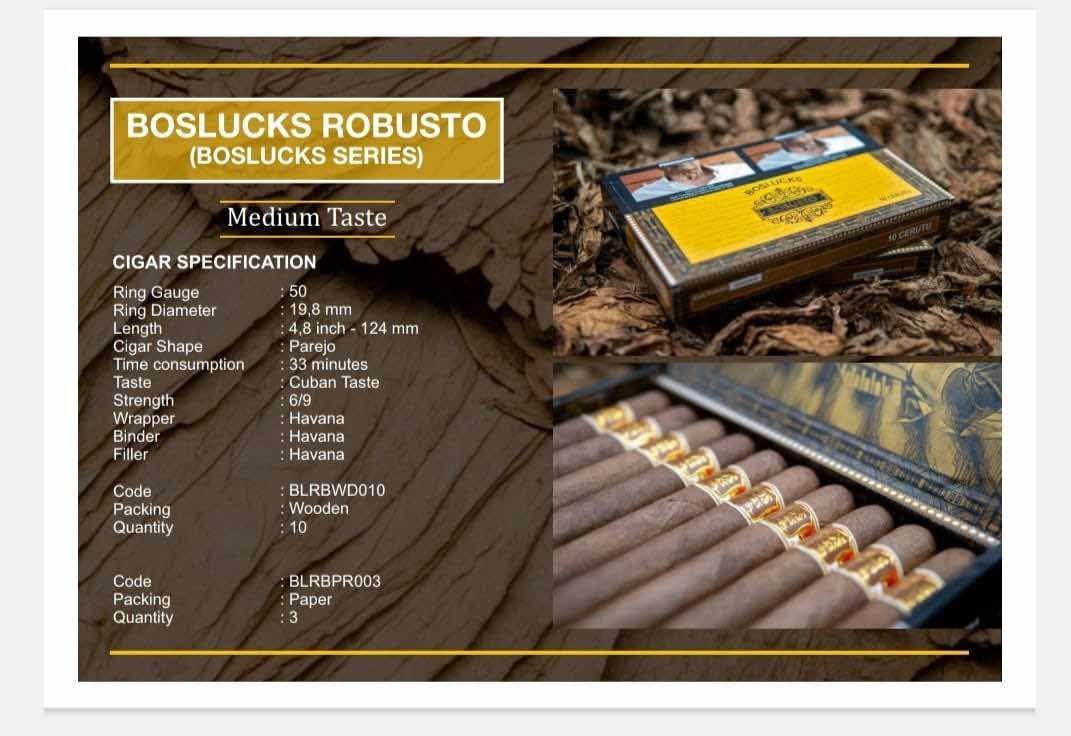 BOSLUCKS ROBUSTO
(BOSLUCKS SERIES)
Medium Taste
CIGAR SPECIFICATION
Ring Gauge : 50
Ring Diameter : 19,8 mm
Length : 4,8 inch - 124 mm
Cigar Shape : Parejo
Time consumption : 33 minutes
Taste : Cuban Taste
Strength : 6/9
Wrapper : Havana
Binder : Havana
Filler : Havana
Code : BLRBWD010
Packing : Wooden
Quantity : 10
Code : BLRBPR003
Packing : Paper
Quantity : 3
BOSLUCKS
10 CERUTU